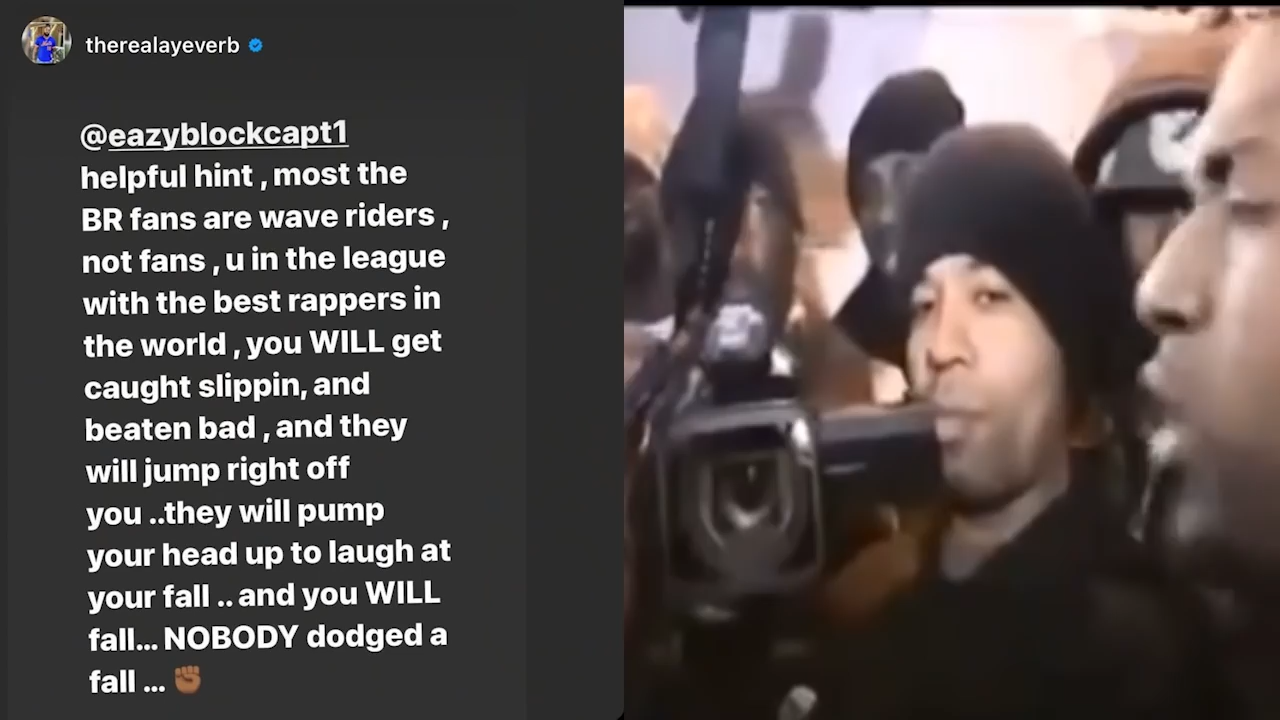 therealayeverb
@eazyblockcapt1
helpful hint , most the
BR fans are wave riders ,
not fans , u in the league
with the best rappers in
the world , you WILL get
caught slippin, and
beaten bad , and they
will jump right off
you ..they will pump
your head up to laugh at
your fall .. and you WILL
fall... NOBODY dodged a
fall ... ✊🏾